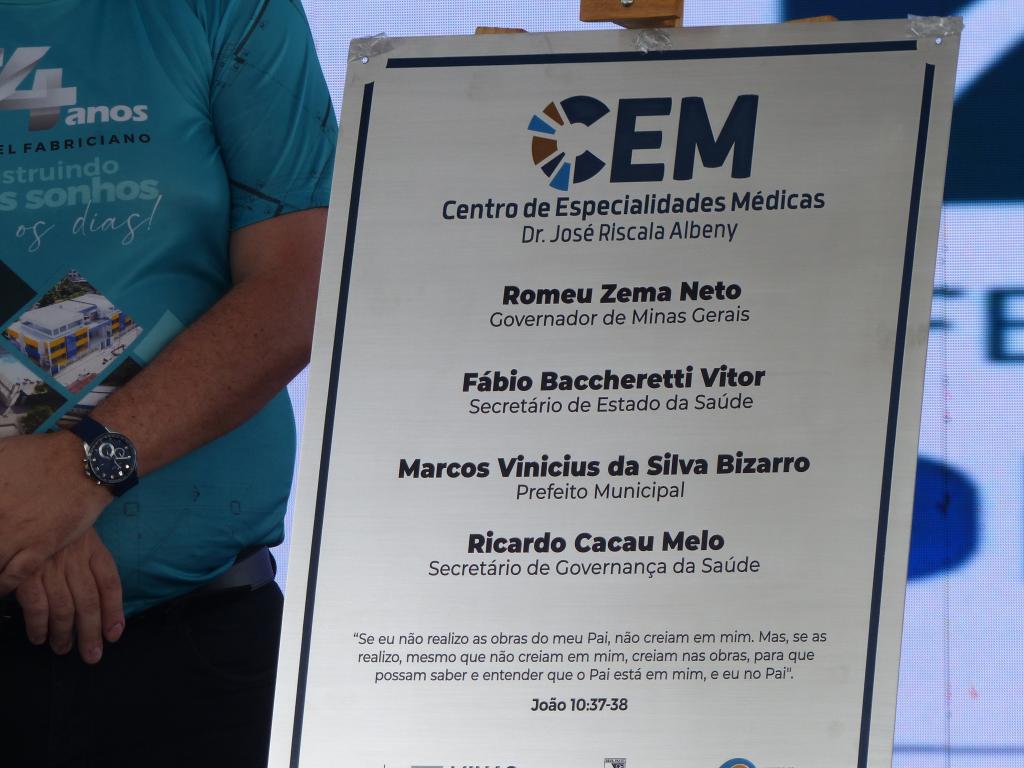 4
anos
EL FABRICIANO
struindo
s sonhos
os dias!
CEM
Centro de Especialidades Médicas
Dr. José Riscala Albeny
Romeu Zema Neto
Governador de Minas Gerais
Fábio Baccheretti Vitor
Secretário de Estado da Saúde
Marcos Vinicius da Silva Bizarro
Prefeito Municipal
Ricardo Cacau Melo
Secretário de Governança da Saúde
“Se eu não realizo as obras do meu Pai, não creiam em mim. Mas, se as
realizo, mesmo que não creiam em mim, creiam nas obras, para que
possam saber e entender que o Pai está em mim, e eu no Pai".
João 10:37-38
FE